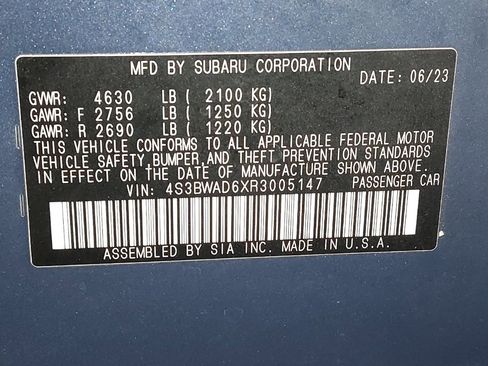 MFD BY SUBARU CORPORATION
DATE: 06/23
GVWR: 4630 LB ( 2100 KG)
GAWR: F 2756 LB ( 1250 KG)
GAWR: R 2690 LB ( 1220 KG)
THIS VEHICLE CONFORMS TO ALL APPLICABLE FEDERAL MOTOR
VEHICLE SAFETY, BUMPER, AND THEFT PREVENTION STANDARDS
IN EFFECT ON THE DATE OF MANUFACTURE SHOWN ABOVE.
VIN: 4S3BWAD6XR3005147 PASSENGER CAR
ASSEMBLED BY SIA INC. MADE IN U.S.A.